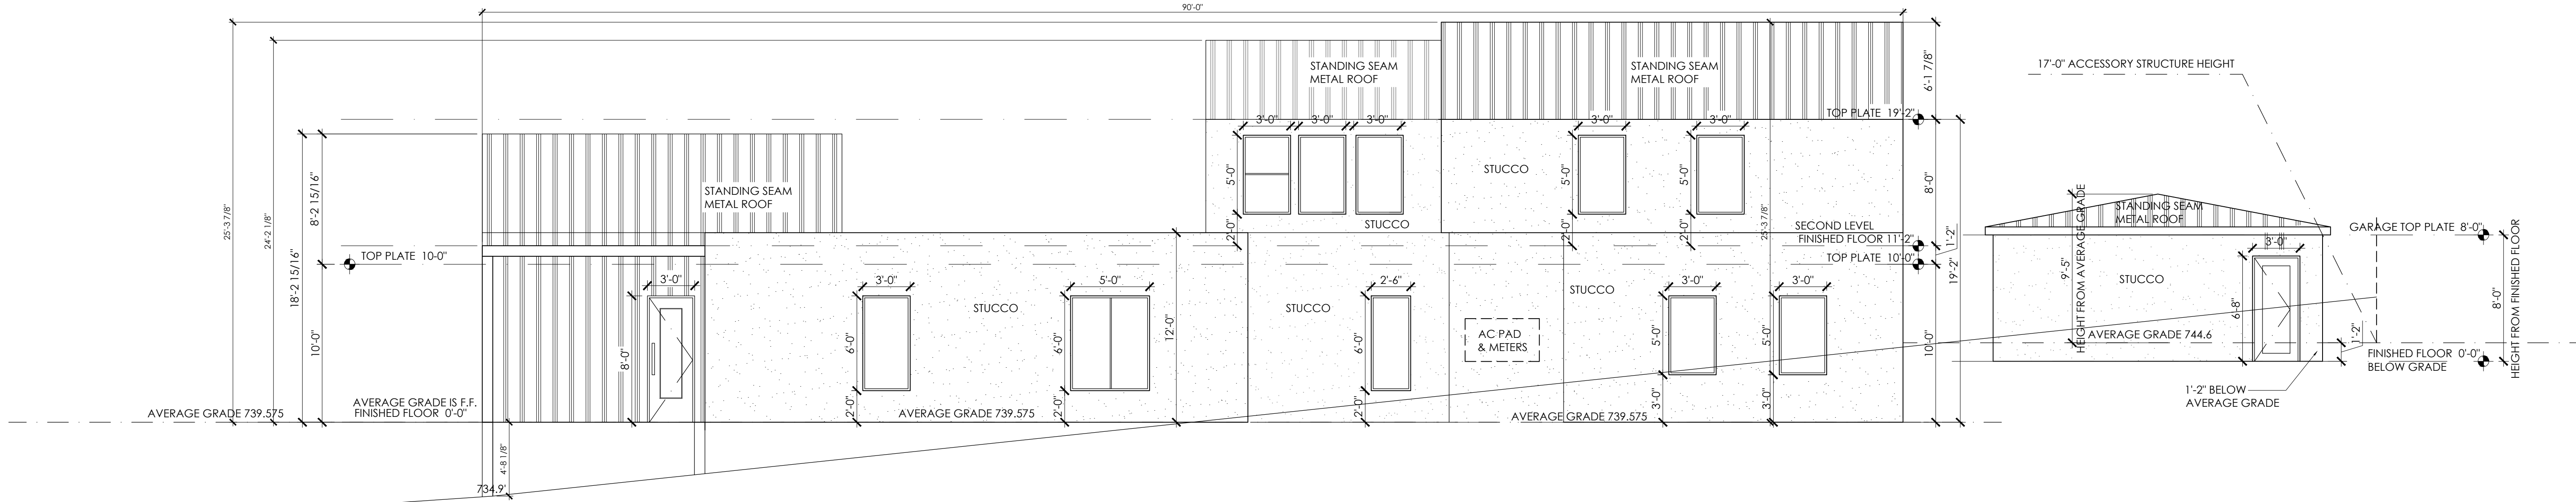 90'-0"
25'-3 7/8"
24'-2 1/8"
18'-2 15/16"
8'-2 15/16"
10'-0"
TOP PLATE 10-0"
AVERAGE GRADE 739.575
AVERAGE GRADE IS F.F.
FINISHED FLOOR 0'-0"
4'-8 1/8"
734.9'
STANDING SEAM
METAL ROOF
3'-0"
8'-0"
3'-0"
6'-0"
2'-0"
STUCCO
AVERAGE GRADE 739.575
5'-0"
6'-0"
2'-0"
12'-0"
STANDING SEAM
METAL ROOF
3'-0"
3'-0"
3'-0"
5'-0"
2'-0"
STUCCO
STUCCO
2'-6"
6'-0"
2'-0"
AC PAD
& METERS
AVERAGE GRADE 739.575
STANDING SEAM
METAL ROOF
STUCCO
3'-0"
5'-0"
2'-0"
3'-0"
5'-0"
2'-0"
25'-3 7/8"
STUCCO
3'-0"
5'-0"
3'-0"
3'-0"
5'-0"
3'-0"
TOP PLATE 19'-2"
SECOND LEVEL
FINISHED FLOOR 11'-2"
TOP PLATE 10'-0"
6'-1 7/8"
8'-0"
1'-2"
19'-2"
10'-0"
17'-0" ACCESSORY STRUCTURE HEIGHT
STANDING SEAM
METAL ROOF
9'-5"
HEIGHT FROM AVERAGE GRADE
STUCCO
3'-0"
6'-8"
AVERAGE GRADE 744.6
GARAGE TOP PLATE 8'-0"
1'-2"
FINISHED FLOOR 0'-0"
BELOW GRADE
1'-2" BELOW
AVERAGE GRADE
8'-0"
HEIGHT FROM FINISHED FLOOR